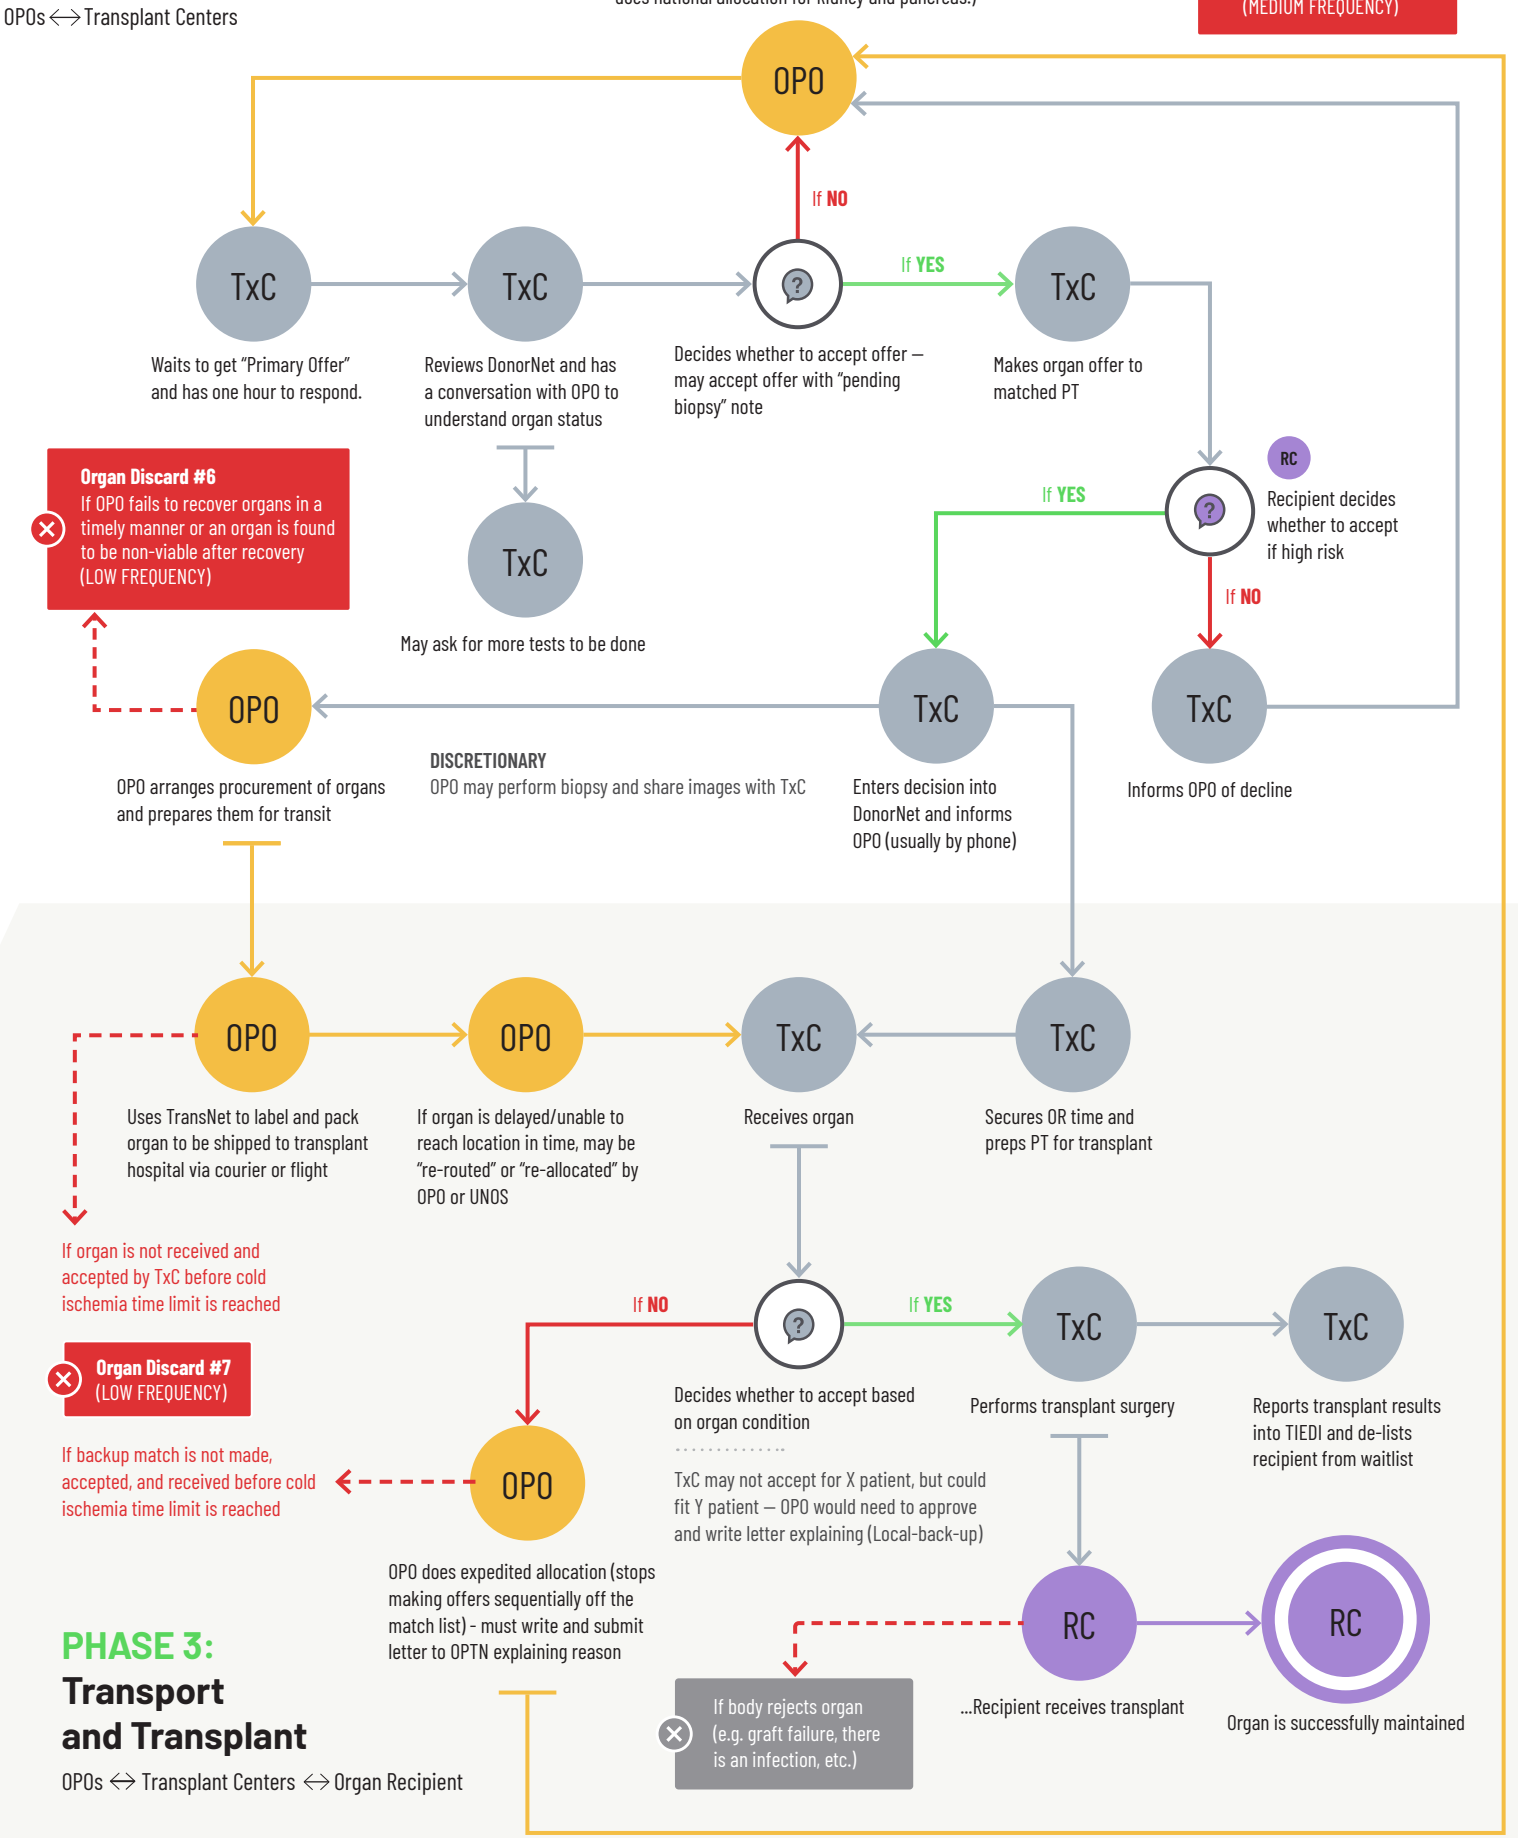 does national allocation for kidney and pancreas.)
(MEDIUM FREQUENCY)
OPOs ↔ Transplant Centers
OPO
If NO
If YES
TxC
TxC
?
TxC
Waits to get “Primary Offer”
and has one hour to respond.
Reviews DonorNet and has
a conversation with OPO to
understand organ status
Decides whether to accept offer –
may accept offer with “pending
biopsy” note
Makes organ offer to
matched PT
Organ Discard #6
If OPO fails to recover organs in a
timely manner or an organ is found
to be non-viable after recovery
(LOW FREQUENCY)
TxC
May ask for more tests to be done
RC
?
Recipient decides
whether to accept
if high risk
If YES
If NO
OPO
TxC
TxC
OPO arranges procurement of organs
and prepares them for transit
DISCRETIONARY
OPO may perform biopsy and share images with TxC
Enters decision into
DonorNet and informs
OPO (usually by phone)
Informs OPO of decline
OPO
OPO
TxC
TxC
Uses TransNet to label and pack
organ to be shipped to transplant
hospital via courier or flight
If organ is delayed/unable to
reach location in time, may be
“re-routed” or “re-allocated” by
OPO or UNOS
Receives organ
Secures OR time and
preps PT for transplant
If organ is not received and
accepted by TxC before cold
ischemia time limit is reached
Organ Discard #7
(LOW FREQUENCY)
If backup match is not made,
accepted, and received before cold
ischemia time limit is reached
If NO
?
If YES
TxC
TxC
Decides whether to accept based
on organ condition
TxC may not accept for X patient, but could
fit Y patient – OPO would need to approve
and write letter explaining (Local-back-up)
Performs transplant surgery
Reports transplant results
into TIEDI and de-lists
recipient from waitlist
OPO
OPO does expedited allocation (stops
making offers sequentially off the
match list) - must write and submit
letter to OPTN explaining reason
RC
RC
...Recipient receives transplant
Organ is successfully maintained
If body rejects organ
(e.g. graft failure, there
is an infection, etc.)
PHASE 3:
Transport
and Transplant
OPOs ↔ Transplant Centers ↔ Organ Recipient